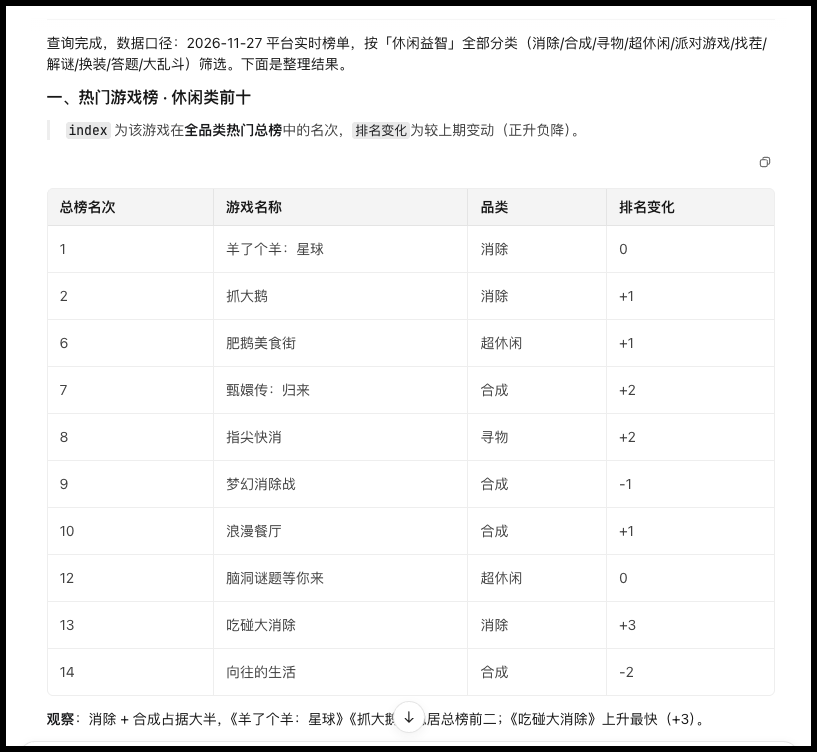 查询完成，数据口径：2026-11-27 平台实时榜单，按「休闲益智」全部分类（消除/合成/寻物/超休闲/派对游戏/找茬/
解谜/换装/答题/大乱斗）筛选。下面是整理结果。
一、热门游戏榜 · 休闲类前十
index 为该游戏在全品类热门总榜中的名次，排名变化为较上期变动（正升负降）。
总榜名次 游戏名称 品类 排名变化
1 羊了个羊：星球 消除 0
2 抓大鹅 消除 +1
6 肥鹅美食街 超休闲 +1
7 甄嬛传：归来 合成 +2
8 指尖快消 寻物 +2
9 梦幻消除战 合成 -1
10 浪漫餐厅 合成 +1
12 脑洞谜题等你来 超休闲 0
13 吃碰大消除 消除 +3
14 向往的生活 合成 -2
观察：消除 + 合成占据大半，《羊了个羊：星球》《抓大 居总榜前二；《吃碰大消除》上升最快（+3）。